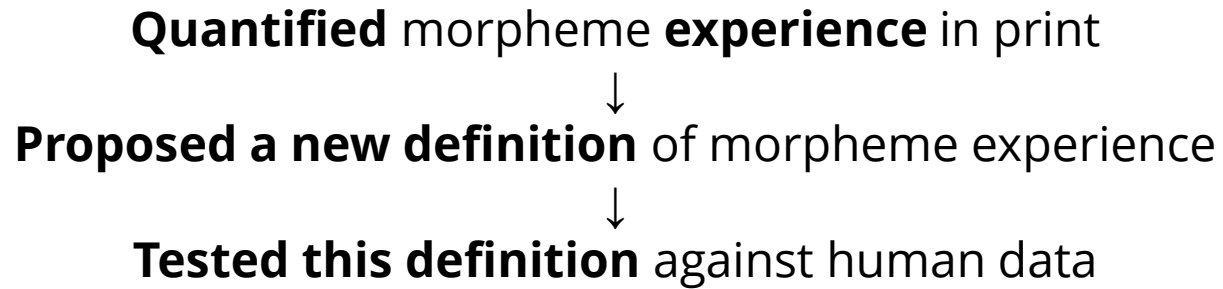 Quantified morpheme experience in print
↓
Proposed a new definition of morpheme experience
↓
Tested this definition against human data